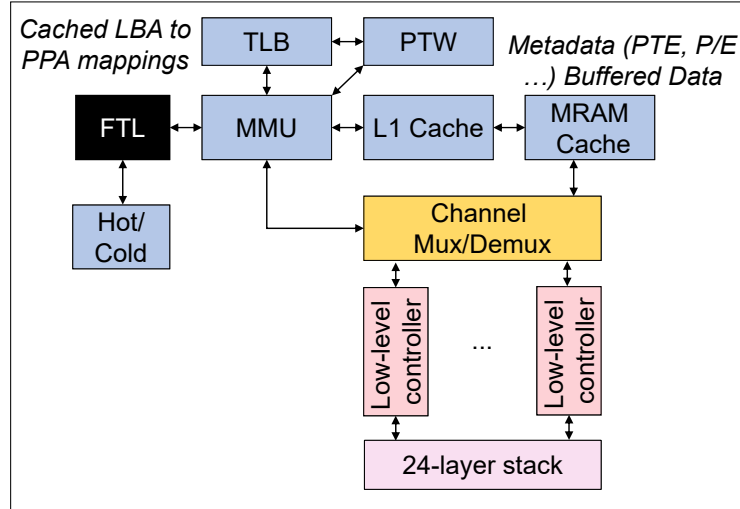 Cached LBA to
PPA mappings
TLB
PTW
Metadata (PTE, P/E
...) Buffered Data
FTL
MMU
L1 Cache
MRAM
Cache
Hot/
Cold
Channel
Mux/Demux
Low-level
controller
...
Low-level
controller
24-layer stack